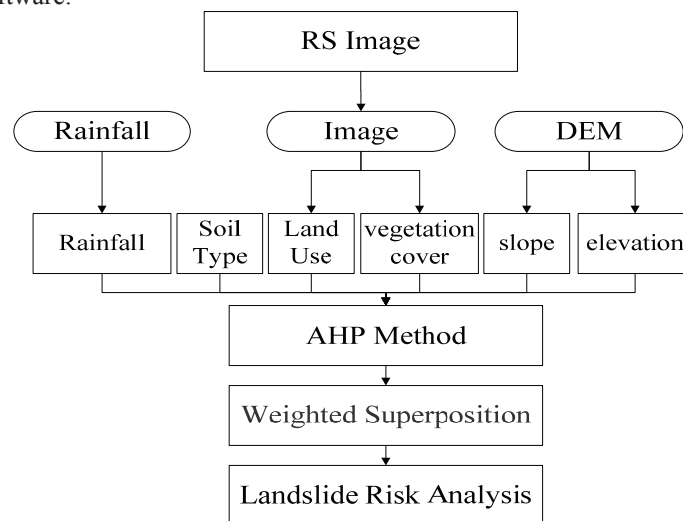 RS Image
Rainfall
Image
DEM
Rainfall
Soil
Type
Land
Use
vegetation
cover
slope
elevation
AHP Method
Weighted Superposition
Landslide Risk Analysis